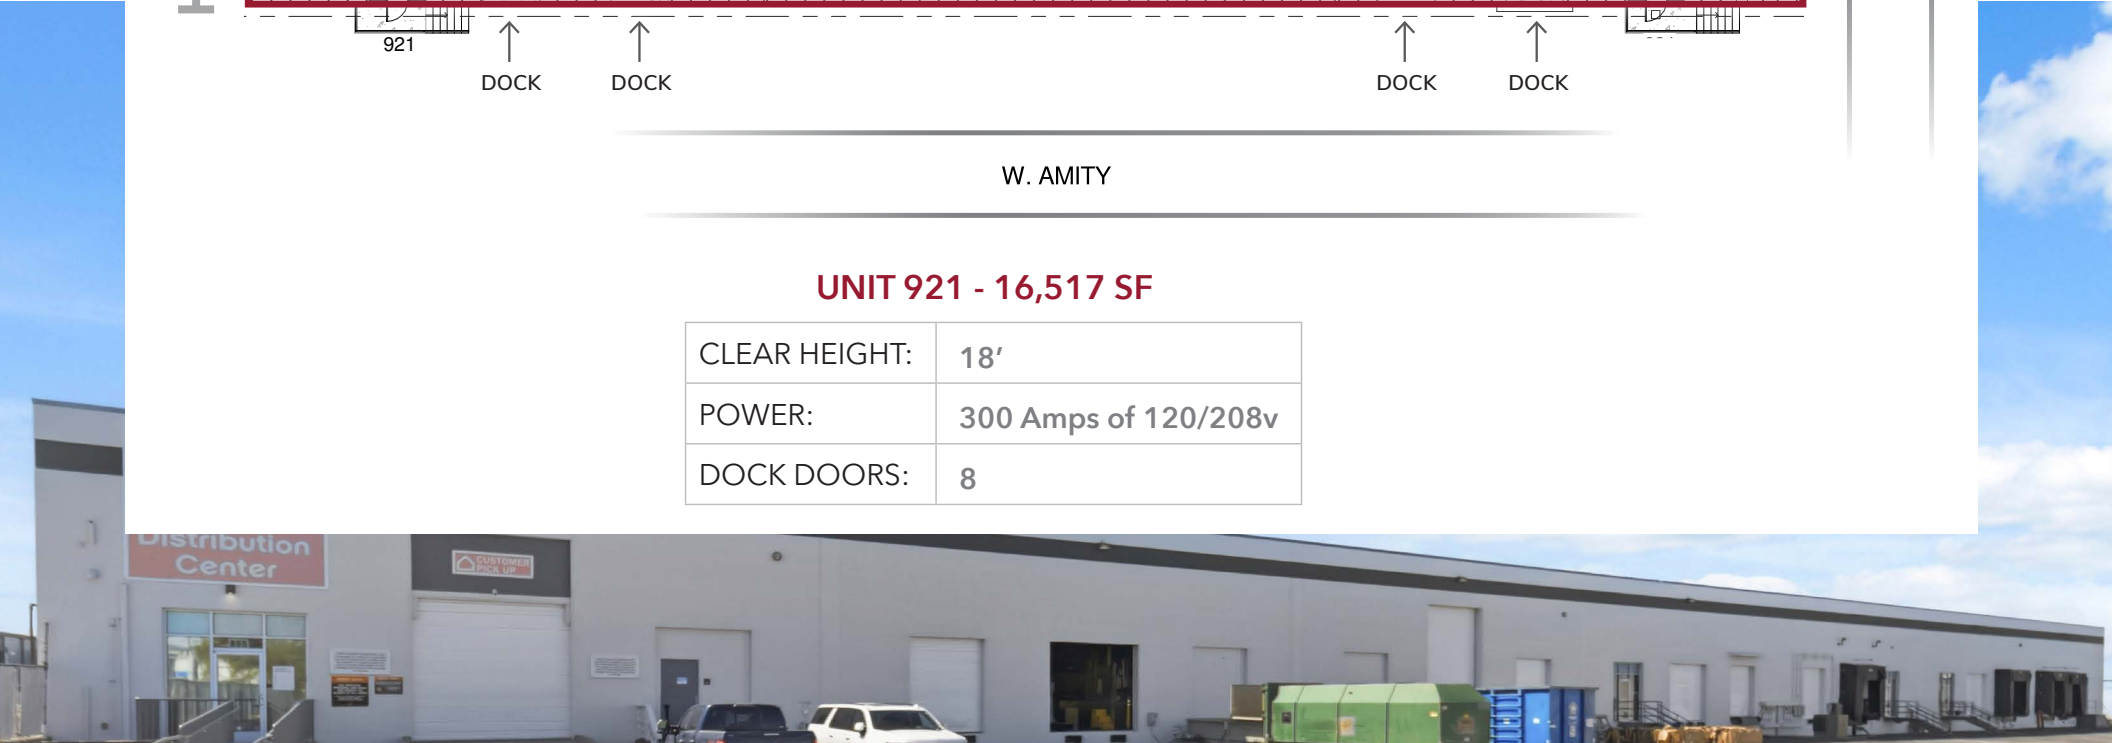 921
DOCK
DOCK
DOCK
DOCK
W. AMITY
UNIT 921 - 16,517 SF
CLEAR HEIGHT: 18’
POWER: 300 Amps of 120/208v
DOCK DOORS: 8
Distribution
Center
CUSTOMER
PICK UP